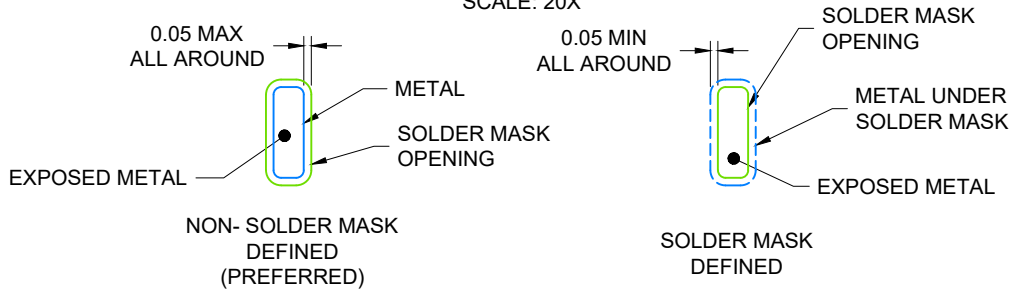 SCALE: 20X
0.05 MAX
ALL AROUND
METAL
SOLDER MASK
OPENING
EXPOSED METAL
NON- SOLDER MASK
DEFINED
(PREFERRED)
0.05 MIN
ALL AROUND
SOLDER MASK
OPENING
METAL UNDER
SOLDER MASK
EXPOSED METAL
SOLDER MASK
DEFINED